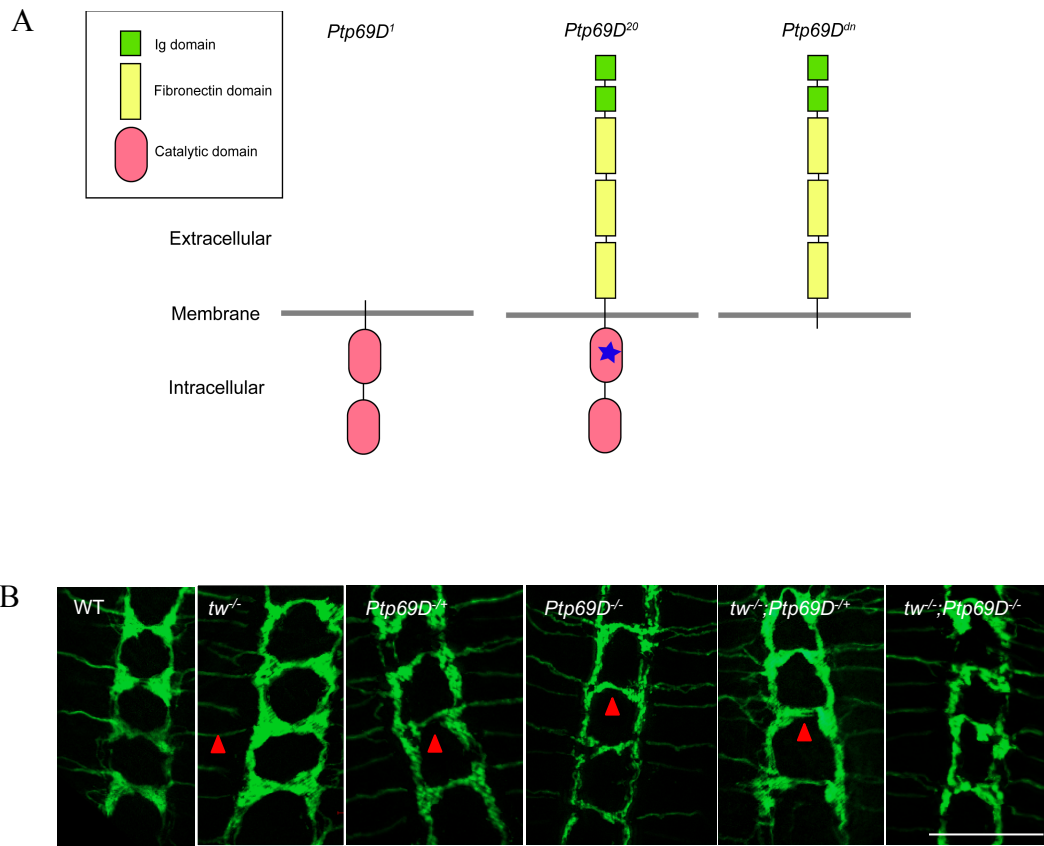 A
Ptp69D¹
Ptp69D²⁰
Ptp69Dᵈⁿ
Ig domain
Fibronectin domain
Catalytic domain
Extracellular
Membrane
Intracellular
B
WT
tw⁻/⁻
Ptp69D⁻/⁺
Ptp69D⁻/⁻
tw⁻/⁻;Ptp69D⁻/⁺
tw⁻/⁻;Ptp69D⁻/⁻